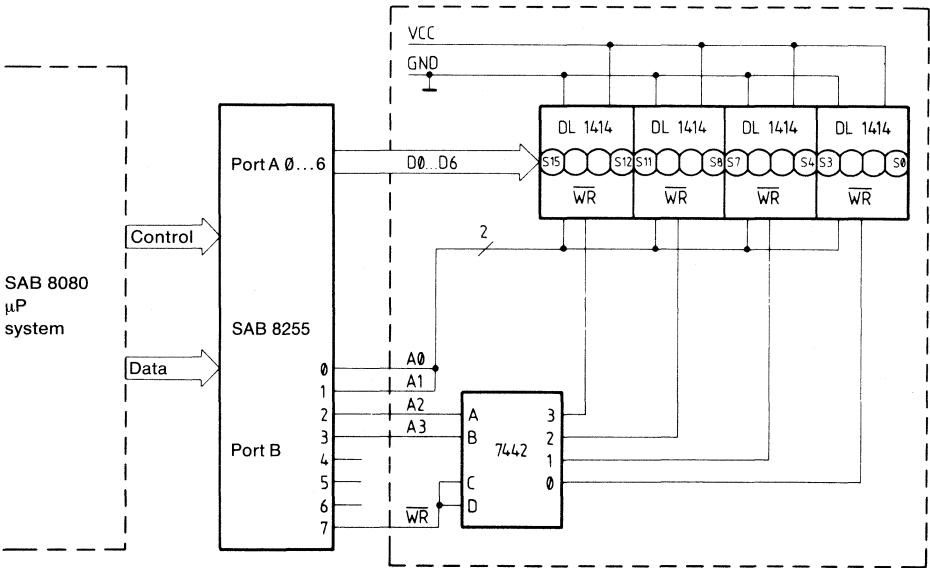 VCC
GND
DL 1414 DL 1414 DL 1414 DL 1414
Port A 0...6
D0...D6
S15 S12 S11 S8 S7 S4 S3 S0
WR WR WR WR
2
Control
SAB 8080
μP
system
SAB 8255
Data
0 A0
1 A1
2 A2 A 3
3 A3 B 2
Port B
7442
4 1
5 C 0
6 D
7 WR